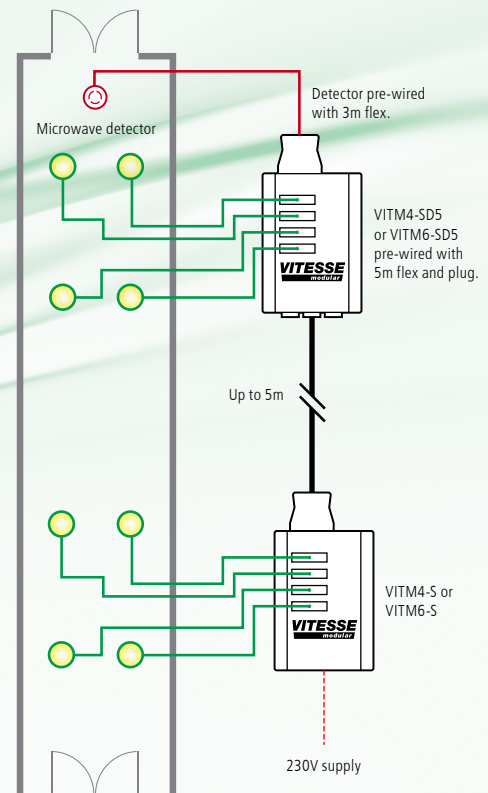 Detector pre-wired
with 3m flex.
Microwave detector
VITM4-SD5
or VITM6-SD5
pre-wired with
5m flex and plug.
VITESSE
modular
Up to 5m
VITM4-S or
VITM6-S
VITESSE
modular
230V supply